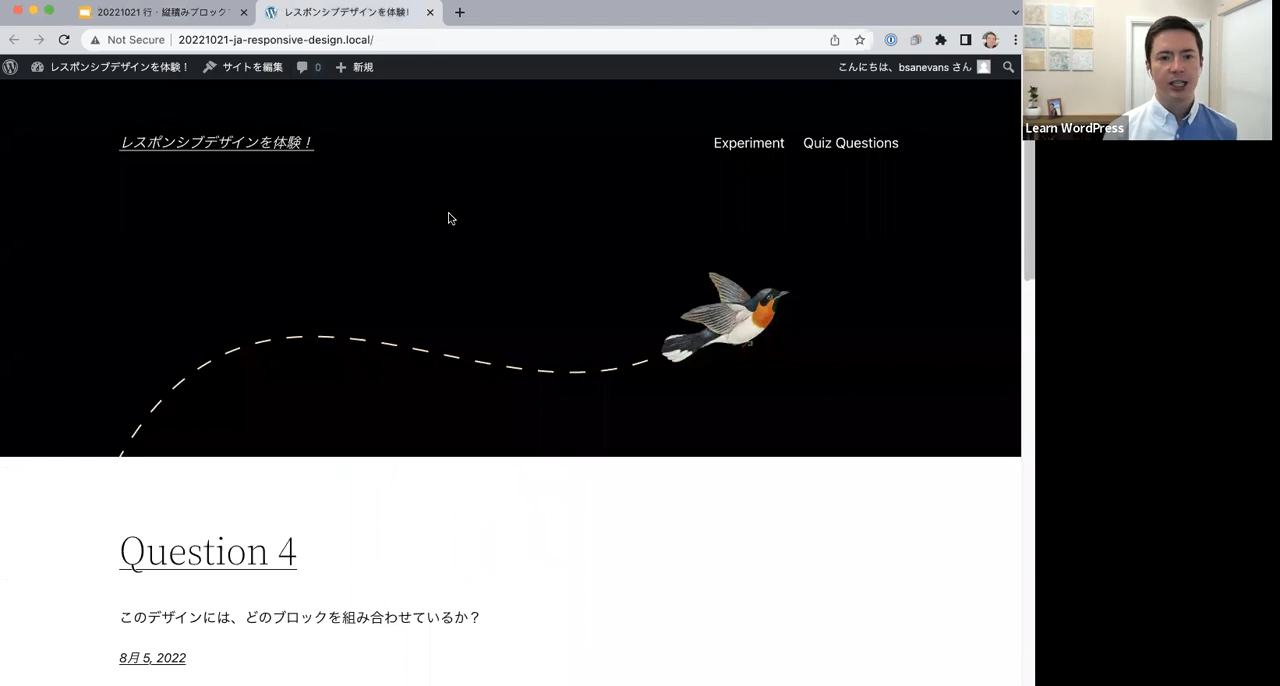 20221021 行・縦積みブロック
レスポンシブデザインを体験！
Not Secure
20221021-ja-responsive-design.local/
レスポンシブデザインを体験！
サイトを編集
0
新規
こんにちは、bsanevans さん
Learn WordPress
レスポンシブデザインを体験！
Experiment
Quiz Questions
Question 4
このデザインには、どのブロックを組み合わせているか？
8月 5, 2022